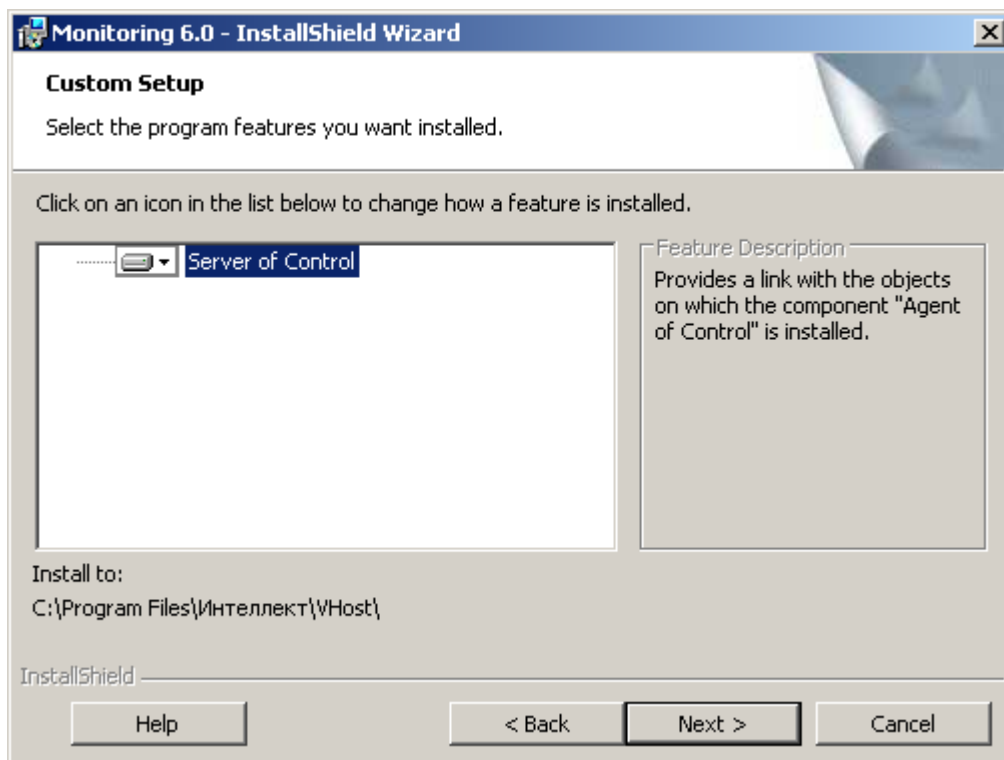 Monitoring 6.0 - InstallShield Wizard
Custom Setup
Select the program features you want installed.
Click on an icon in the list below to change how a feature is installed.
Server of Control
Feature Description
Provides a link with the objects
on which the component "Agent
of Control" is installed.
Install to:
C:\Program Files\Интеллект\VHost\
InstallShield
Help
< Back
Next >
Cancel